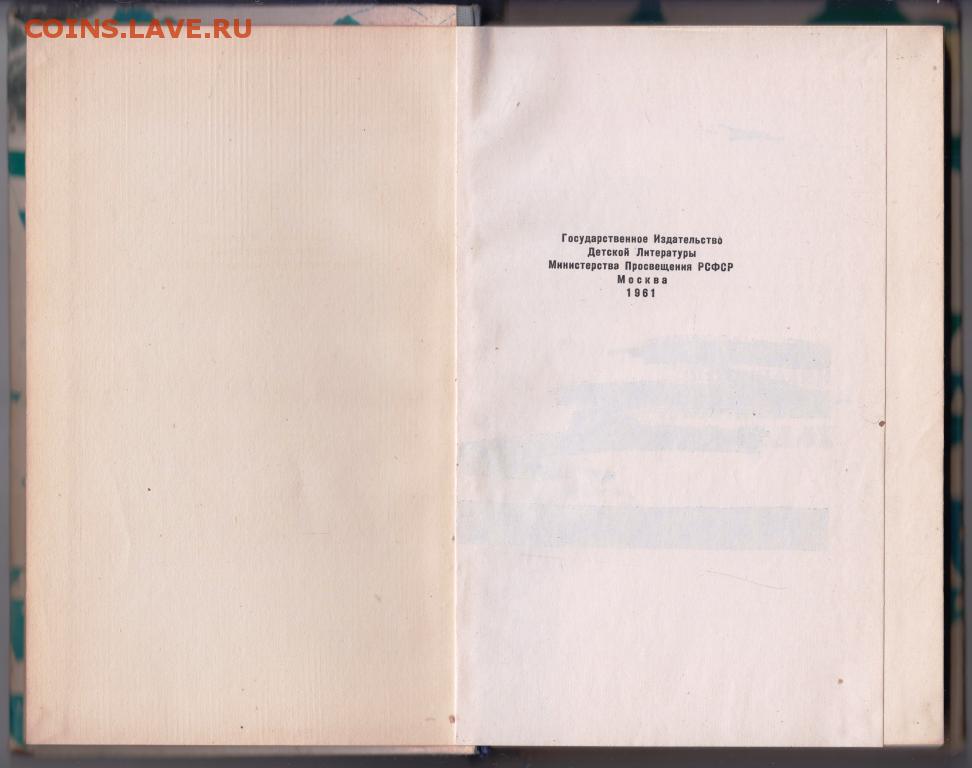 COINS.LAVE.RU
Государственное Издательство
Детской Литературы
Министерства Просвещения РСФСР
Москва
1961